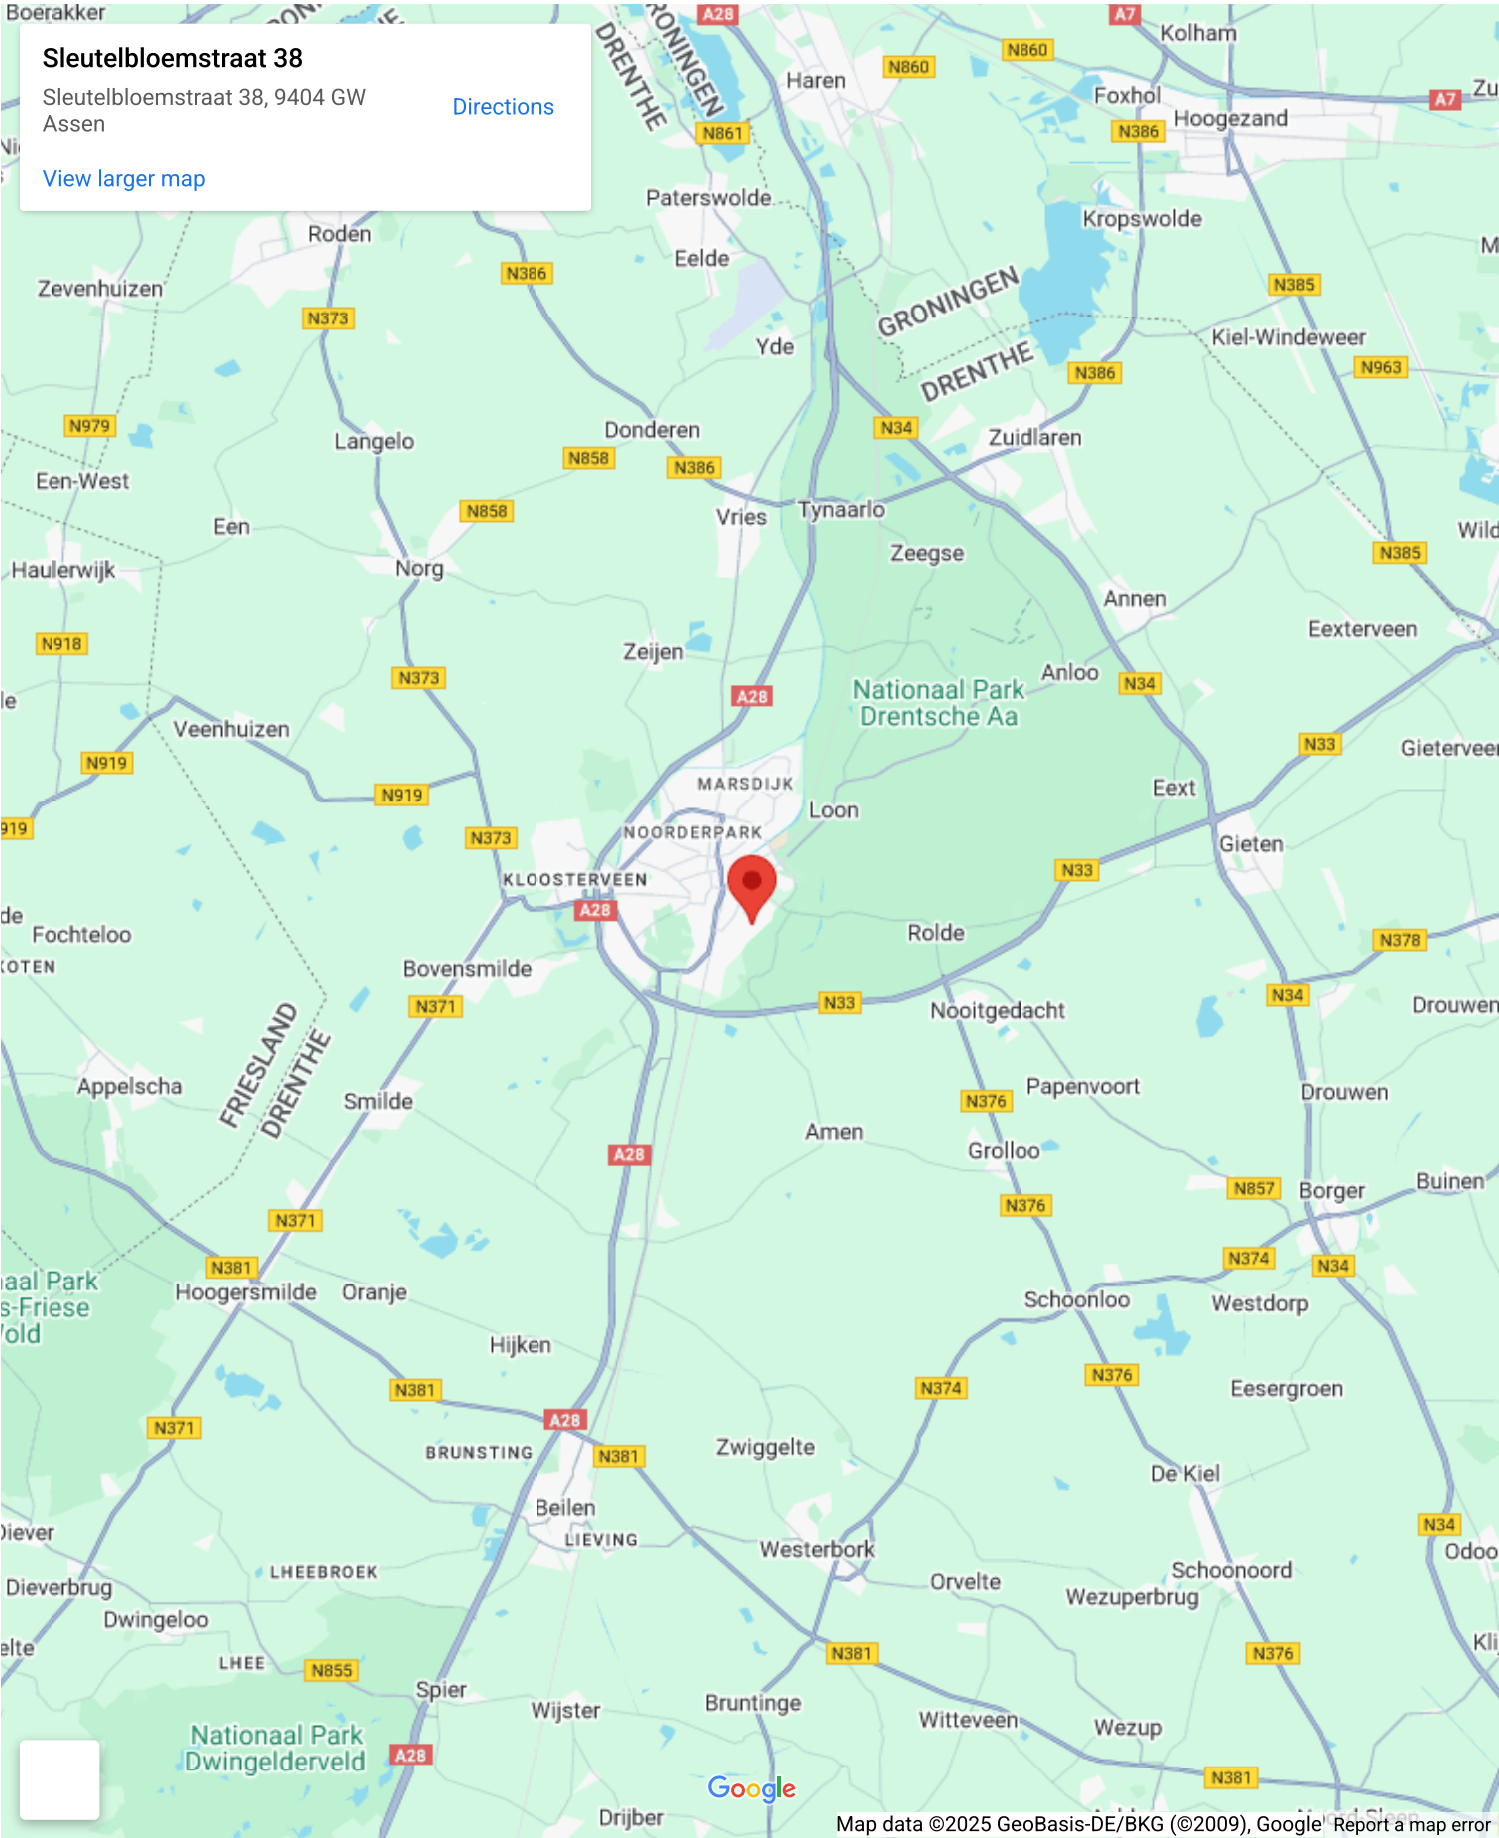 Boerakker
A28
A7
Kolham
Sleutelbloemstraat 38
Sleutelbloemstraat 38, 9404 GW
Assen
Directions
View larger map
DRENTHE
GRONINGEN
Haren
N860
N860
Foxhol
A7
Hoogezand
N861
N386
Paterswolde
Kropswolde
Roden
Eelde
N386
Zevenhuizen
N385
GRONINGEN
N373
Kiel-Windeweer
Yde
DRENTHE
N386
N963
N979
Langelo
Donderen
N34
Zuidlaren
N858
N386
Een-West
Een
N858
Vries
Tynaarlo
Haulerwijk
Norg
Zeegse
N385
Annen
N918
Zeijen
Eexterveen
N373
Anloo
N34
A28
Nationaal Park
Drentsche Aa
Veenhuizen
N919
N33
Gieterveen
N919
MARSDIJK
Eext
Loon
N919
N373
NOORDERPARK
Gieten
KLOOSTERVEEN
N33
A28
Fochteloo
Rolde
N378
Bovensmilde
N371
N33
N34
Nooitgedacht
Drouwen
FRIESLAND
DRENTHE
Appelscha
Smilde
Papenvoort
N376
Drouwen
Amen
A28
Grolloo
N857
Borger
Buinen
N371
N376
N381
N374
N34
Hoogersmilde
Oranje
Schoonloo
Westdorp
Hijken
N381
N374
N376
Eesergroen
N371
A28
BRUNSTING
N381
Zwiggelte
De Kiel
Beilen
N34
Diever
LIEVING
Westerbork
LHEEBROEK
Schoonoord
Orvelte
Wezuperbrug
Dieverbrug
Dwingeloo
LHEE
N855
N381
N376
Spier
Wijster
Bruntinge
Witteveen
Wezup
Nationaal Park
Dwingelderveld
A28
Google
N381
Drijber
Map data ©2025 GeoBasis-DE/BKG (©2009), Google
Report a map error